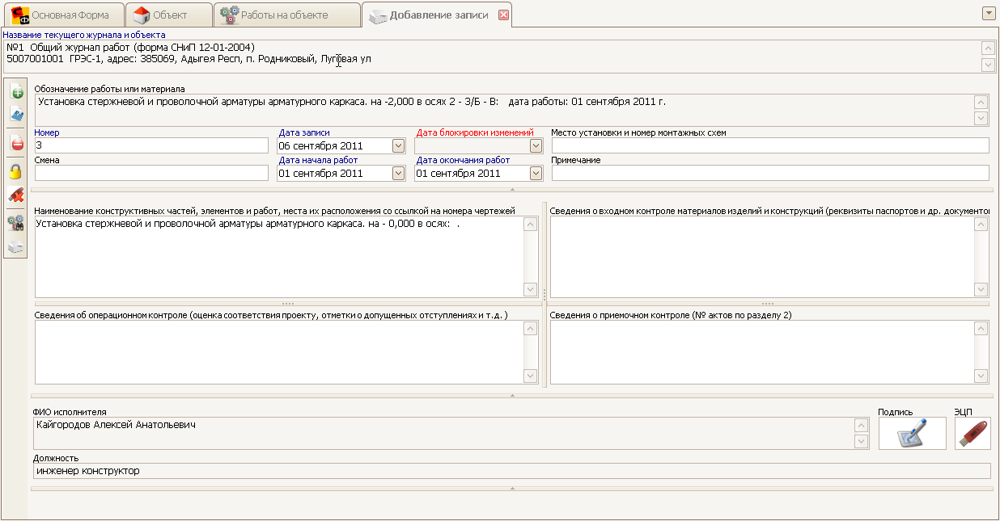 Основная Форма
Объект
Работы на объекте
Добавление записи
Название текущего журнала и объекта
№1 Общий журнал работ (форма СНиП 12-01-2004)
5007001001 ГРЭС-1, адрес: 385069, Адыгея Респ, п. Родниковый, Луговая ул
Обозначение работы или материала
Установка стержневой и проволочной арматуры арматурного каркаса. на -2,000 в осях 2 - 3/Б - В: дата работы: 01 сентября 2011 г.
Номер
Дата записи
Дата блокировки изменений
Место установки и номер монтажных схем
3
06 сентября 2011
Смена
Дата начала работ
Дата окончания работ
Примечание
01 сентября 2011
01 сентября 2011
Наименование конструктивных частей, элементов и работ, места их расположения со ссылкой на номера чертежей
Сведения о входном контроле материалов изделий и конструкций (реквизиты паспортов и др. документов
Установка стержневой и проволочной арматуры арматурного каркаса. на - 0,000 в осях: .
Сведения об операционном контроле (оценка соответствия проекту, отметки о допущенных отступлениях и т.д. )
Сведения о приемочном контроле (№ актов по разделу 2)
ФИО исполнителя
Подпись
ЭЦП
Кайгородов Алексей Анатольевич
Должность
инженер конструктор